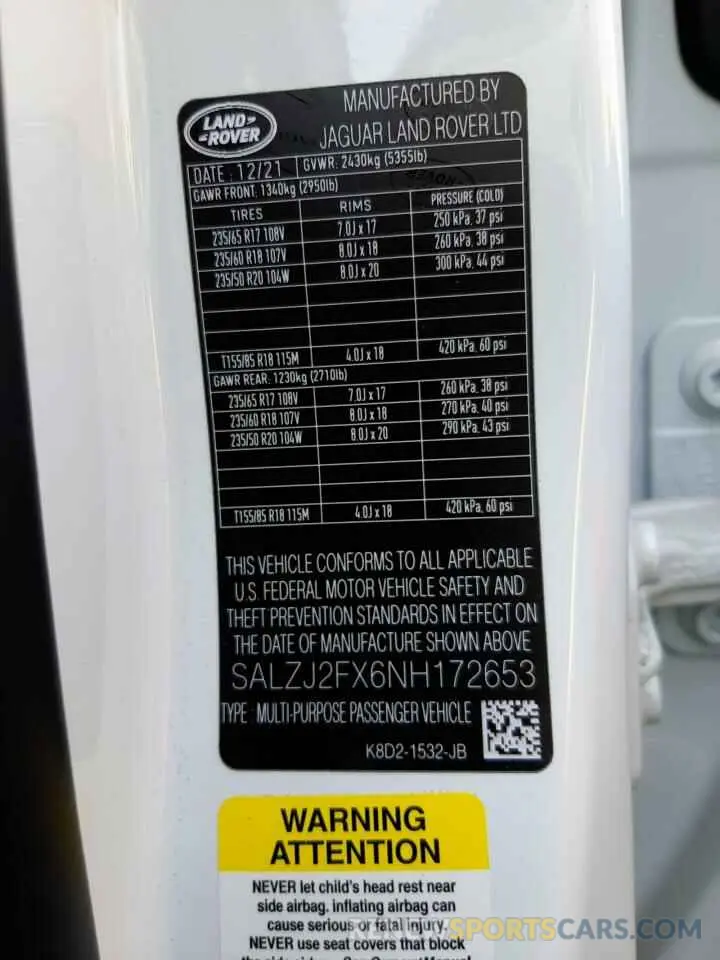 LAND-
-ROVER
MANUFACTURED BY
JAGUAR LAND ROVER LTD
DATE : 12/21 GVWR: 2430kg (5355lb)
GAWR FRONT: 1340kg (2950lb)
TIRES RIMS PRESSURE (COLD)
235/65 R17 108V 7.0J x 17 250 kPa, 37 psi
235/60 R18 107V 8.0J x 18 260 kPa, 38 psi
235/50 R20 104W 8.0J x 20 300 kPa, 44 psi
T155/85 R18 115M 4.0J x 18 420 kPa, 60 psi
GAWR REAR: 1230kg (2710lb)
235/65 R17 108V 7.0J x 17 260 kPa, 38 psi
235/60 R18 107V 8.0J x 18 270 kPa, 40 psi
235/50 R20 104W 8.0J x 20 290 kPa, 43 psi
T155/85 R18 115M 4.0J x 18 420 kPa, 60 psi
THIS VEHICLE CONFORMS TO ALL APPLICABLE
U.S. FEDERAL MOTOR VEHICLE SAFETY AND
THEFT PREVENTION STANDARDS IN EFFECT ON
THE DATE OF MANUFACTURE SHOWN ABOVE
SALZJ2FX6NH172653
TYPE MULTI-PURPOSE PASSENGER VEHICLE
K8D2-1532-JB
WARNING
ATTENTION
NEVER let child's head rest near
side airbag. inflating airbag can
cause serious or fatal injury.
NEVER use seat covers that block
SPORTSCARS.COM